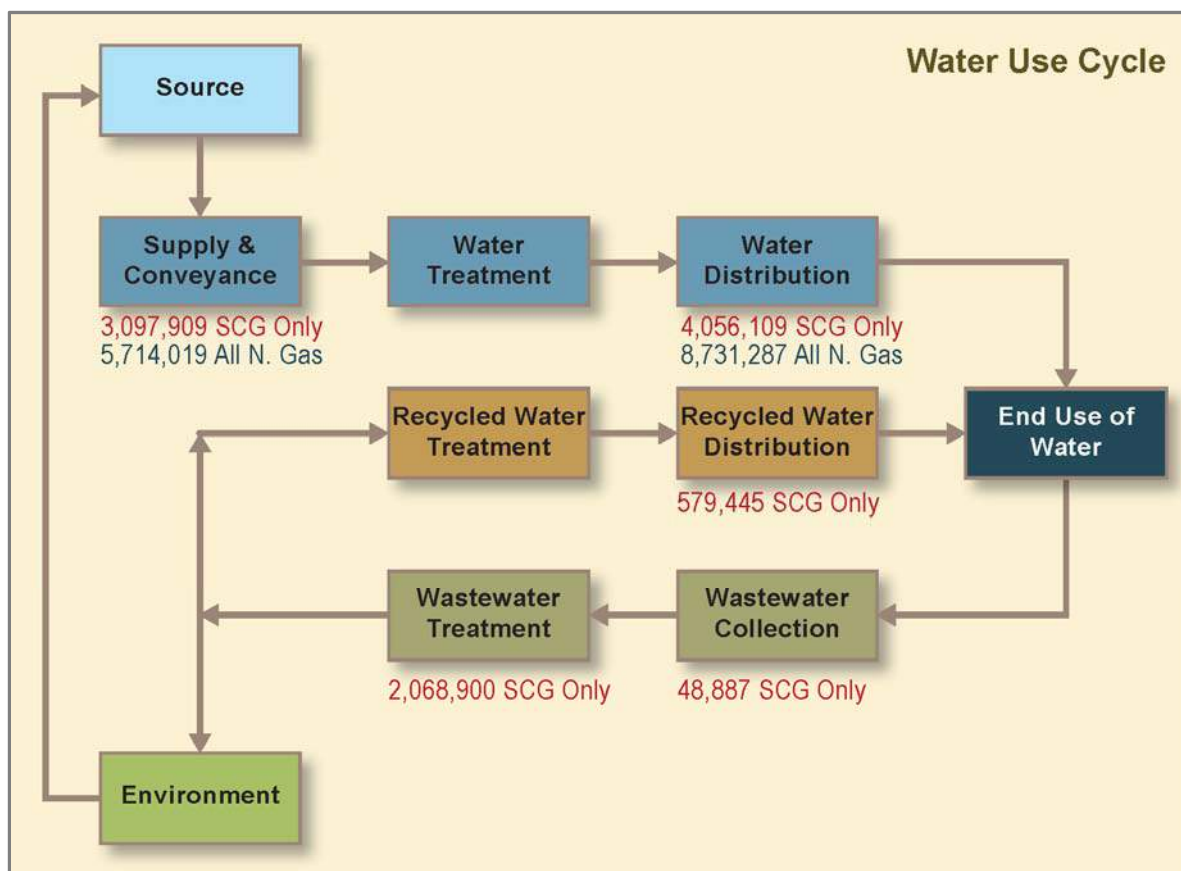 Water Use Cycle
Source
Supply &
Conveyance
3,097,909 SCG Only
5,714,019 All N. Gas
Water
Treatment
Water
Distribution
4,056,109 SCG Only
8,731,287 All N. Gas
Recycled Water
Treatment
Recycled Water
Distribution
579,445 SCG Only
End Use of
Water
Wastewater
Treatment
2,068,900 SCG Only
Wastewater
Collection
48,887 SCG Only
Environment